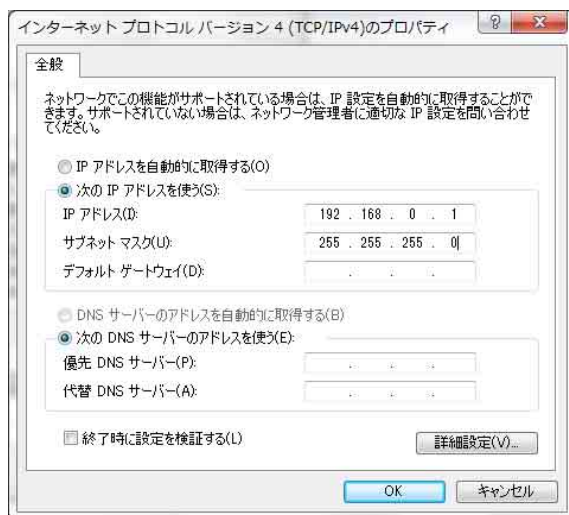 インターネット プロトコル バージョン 4 (TCP/IPv4)のプロパティ
全般
ネットワークでこの機能がサポートされている場合は、IP 設定を自動的に取得することがで
きます。サポートされていない場合は、ネットワーク管理者に適切な IP 設定を問い合わせ
てください。
IP アドレスを自動的に取得する(O)
次の IP アドレスを使う(S):
IP アドレス(I): 192 . 168 . 0 . 1
サブネット マスク(U): 255 . 255 . 255 . 0
デフォルト ゲートウェイ(D): . . .
DNS サーバーのアドレスを自動的に取得する(B)
次の DNS サーバーのアドレスを使う(E):
優先 DNS サーバー(P): . . .
代替 DNS サーバー(A): . . .
終了時に設定を検証する(L)
詳細設定(V)...
OK キャンセル